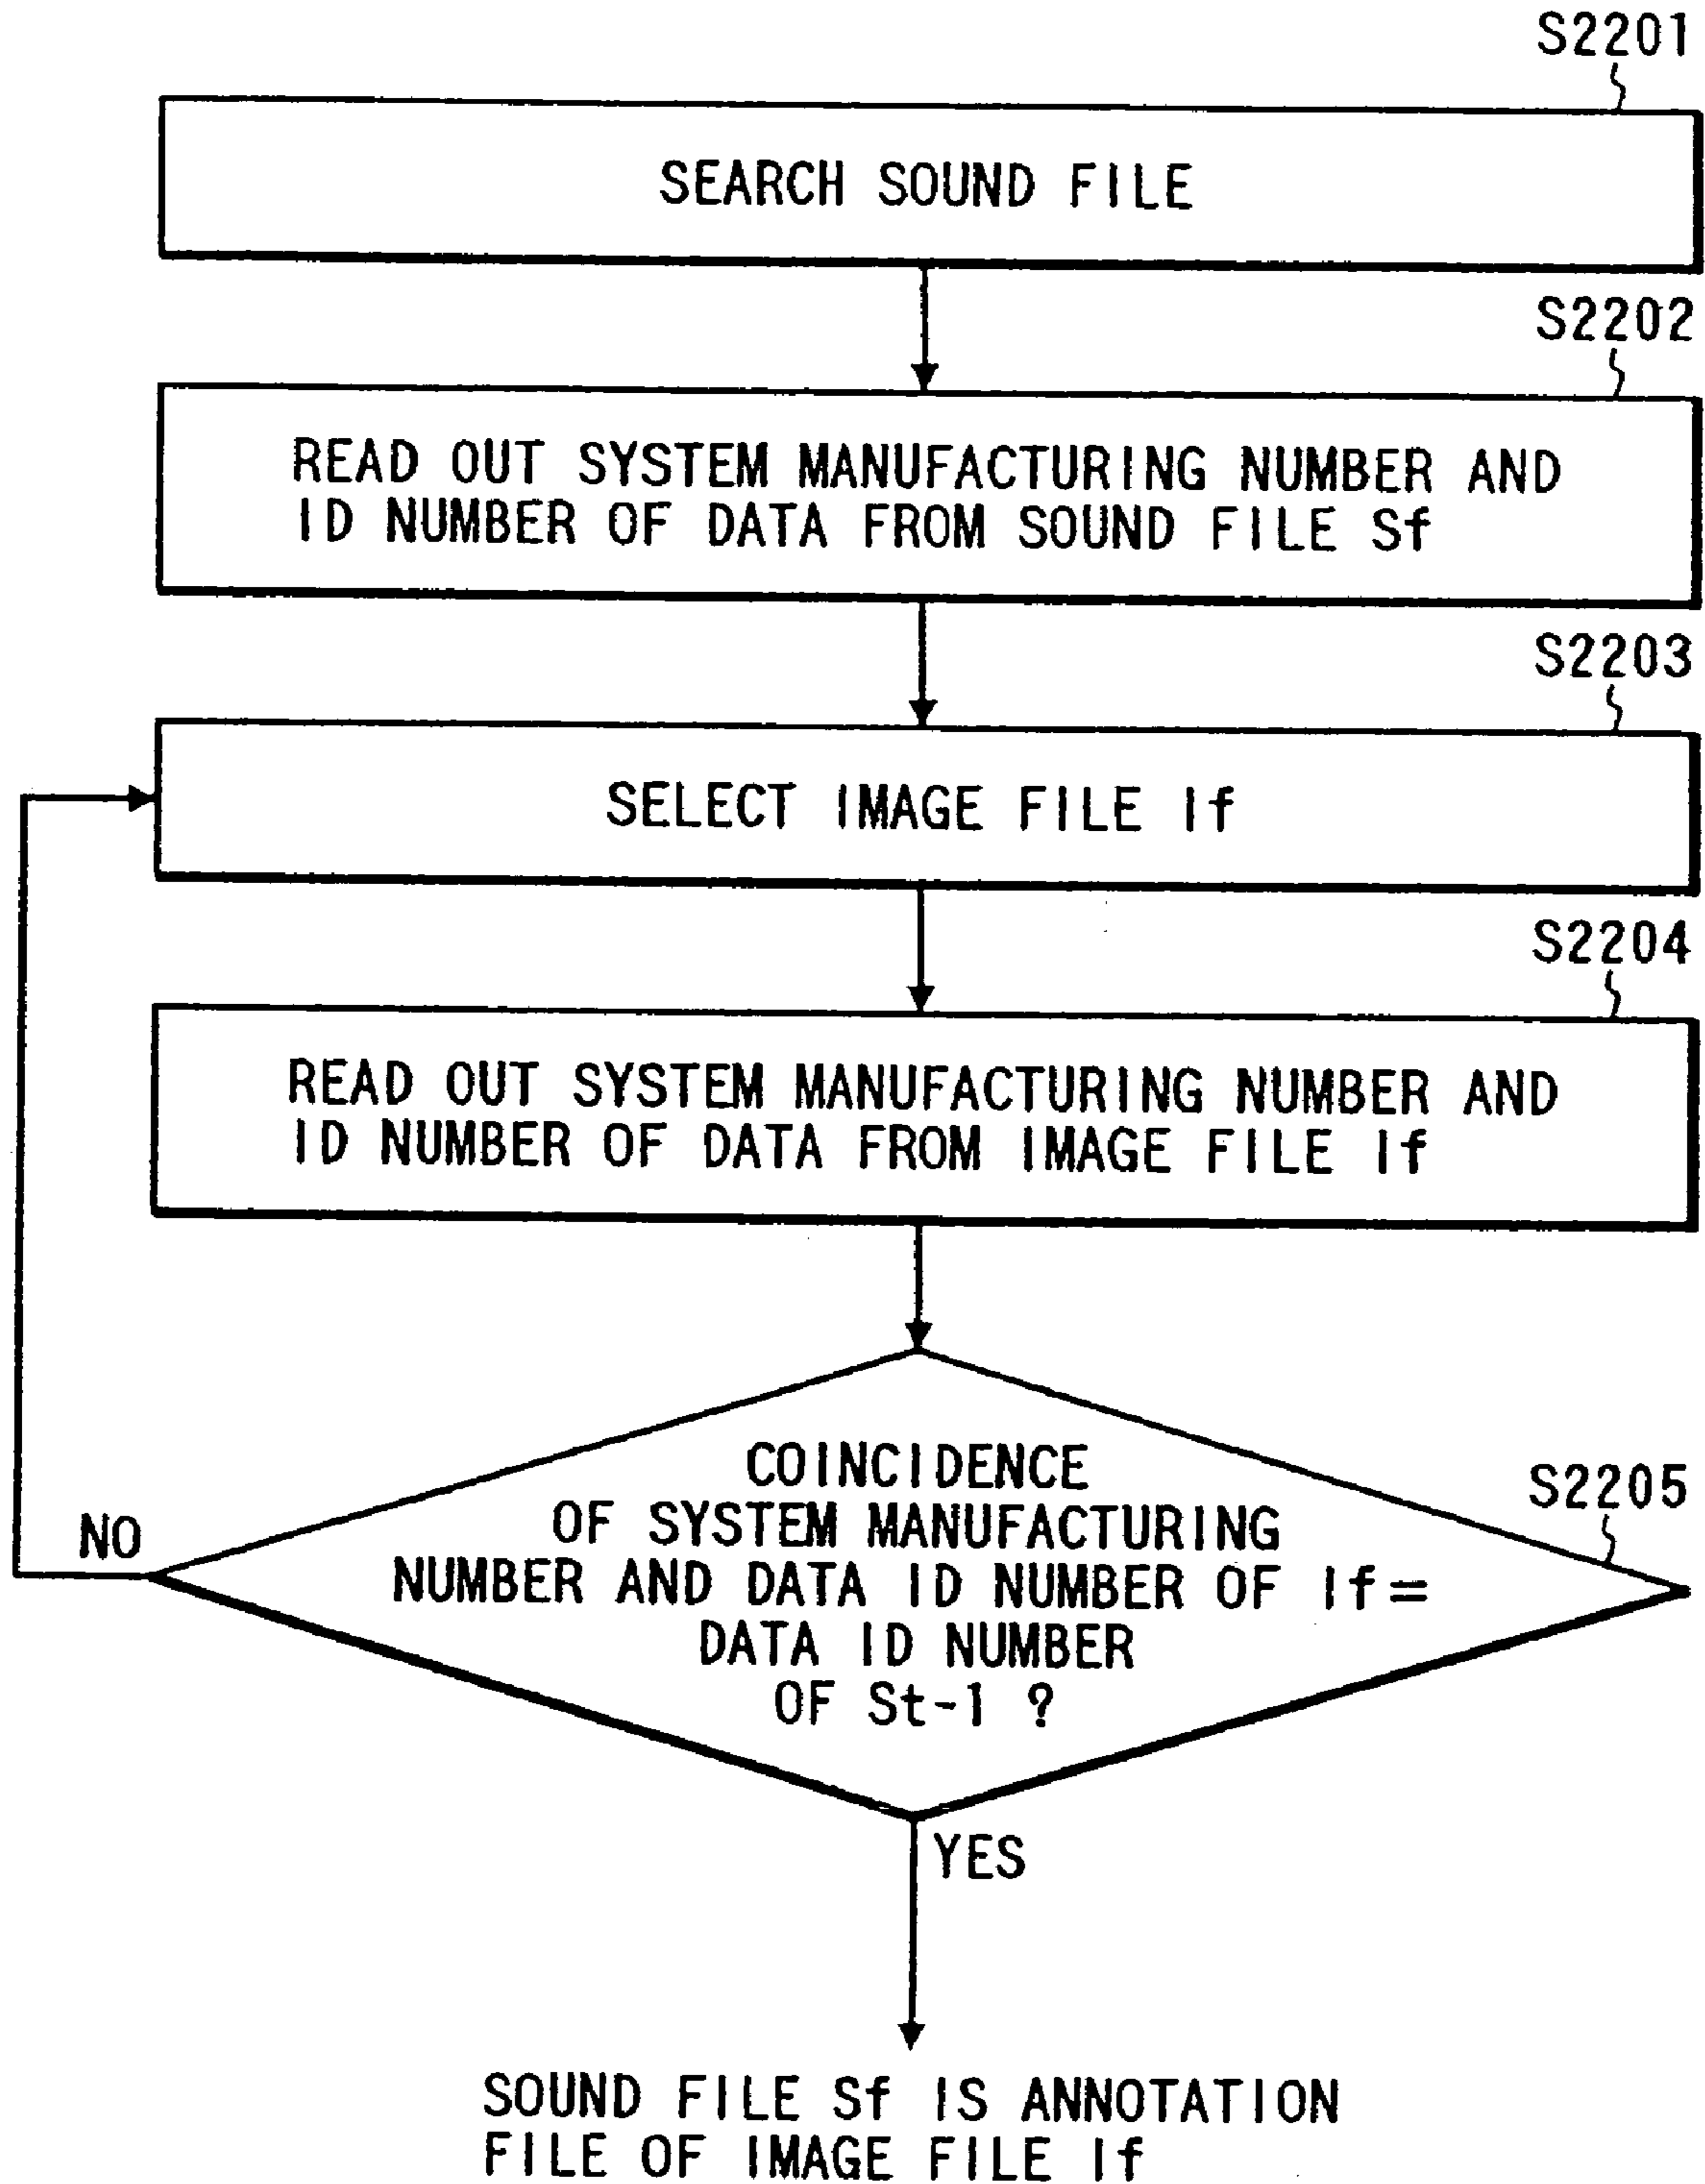 S2201
SEARCH SOUND FILE
S2202
READ OUT SYSTEM MANUFACTURING NUMBER AND
ID NUMBER OF DATA FROM SOUND FILE Sf
S2203
SELECT IMAGE FILE If
S2204
READ OUT SYSTEM MANUFACTURING NUMBER AND
ID NUMBER OF DATA FROM IMAGE FILE If
S2205
COINCIDENCE
OF SYSTEM MANUFACTURING
NUMBER AND DATA ID NUMBER OF If=
DATA ID NUMBER
OF St-1 ?
NO
YES
SOUND FILE Sf IS ANNOTATION
FILE OF IMAGE FILE If